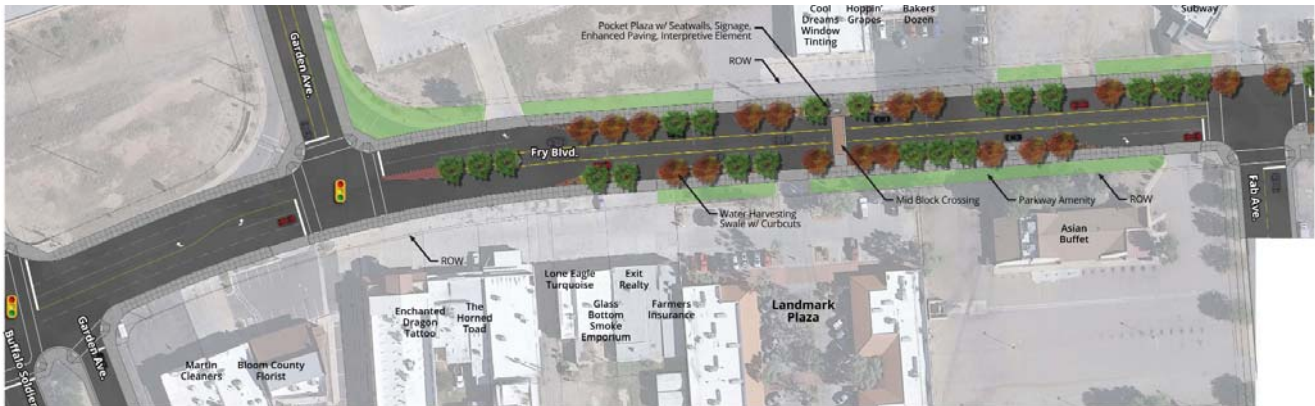 Cool
Dreams
Window
Tinting
Hoppin'
Grapes
Bakers
Dozen
Subway
Pocket Plaza w/ Seatwalls, Signage,
Enhanced Paving, Interpretive Element
ROW
Garden Ave.
Fry Blvd.
Water Harvesting
Swale w/ Curbcuts
Mid Block Crossing
Parkway Amenity
ROW
Fab Ave.
Asian
Buffet
ROW
Lone Eagle
Turquoise
Exit
Realty
Enchanted
Dragon
Tattoo
The
Horned
Toad
Glass
Bottom
Smoke
Emporium
Farmers
Insurance
Landmark
Plaza
Garden Ave.
Buffalo Soldier
Martin
Cleaners
Bloom County
Florist